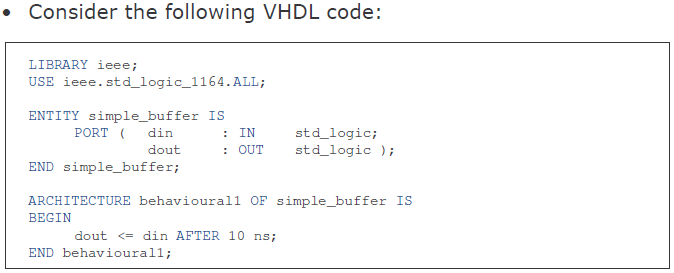 • Consider the following VHDL code:
LIBRARY ieee;
USE ieee.std_logic_1164.ALL;
ENTITY simple_buffer IS
PORT ( din : IN std_logic;
dout : OUT std_logic );
END simple_buffer;
ARCHITECTURE behavioural1 OF simple_buffer IS
BEGIN
dout <= din AFTER 10 ns;
END behavioural1;